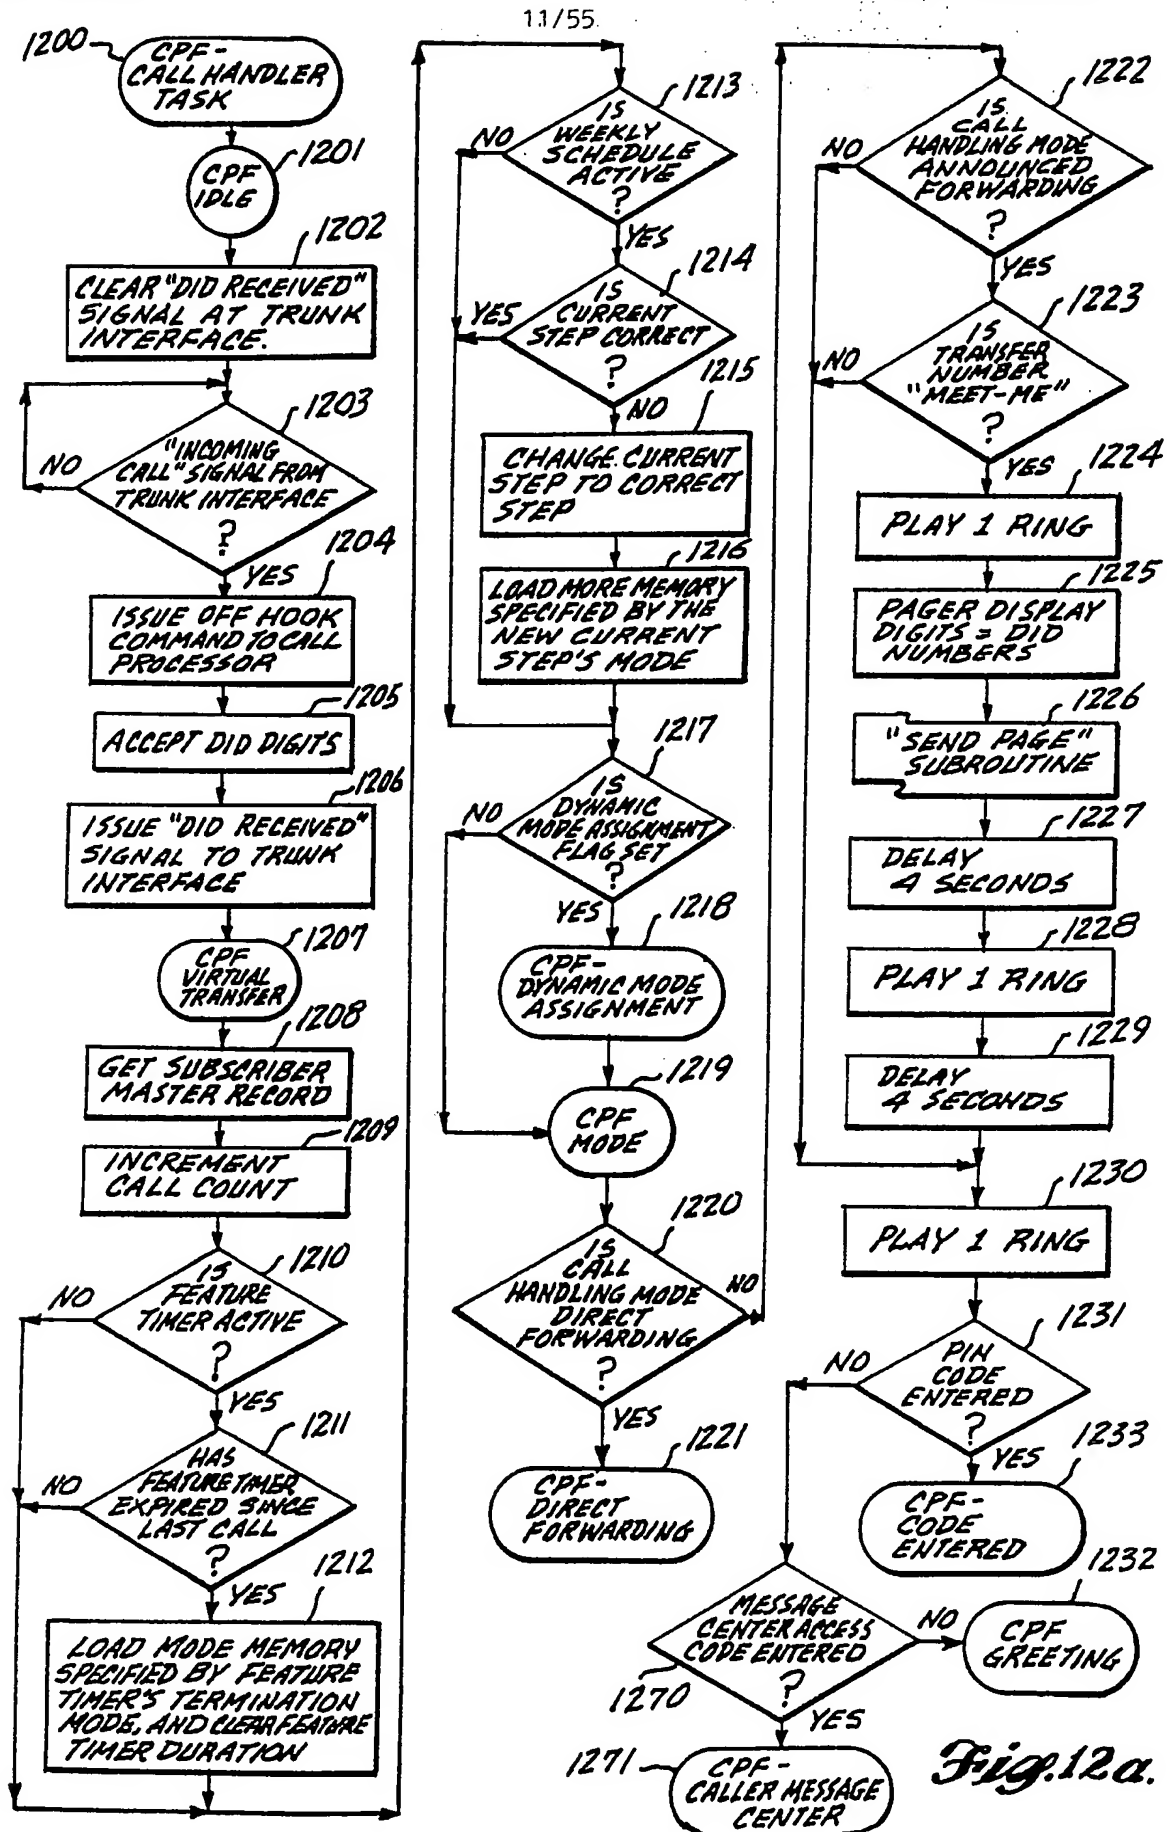 11/55
1200
CPF-
CALL HANDLER
TASK
1201
CPF
IDLE
1202
CLEAR "DID RECEIVED"
SIGNAL AT TRUNK
INTERFACE.
1203
"INCOMING
CALL" SIGNAL FROM
TRUNK INTERFACE
?
NO
YES
1204
ISSUE OFF HOOK
COMMAND TO CALL
PROCESSOR
1205
ACCEPT DID DIGITS
1206
ISSUE "DID RECEIVED"
SIGNAL TO TRUNK
INTERFACE
1207
CPF
VIRTUAL
TRANSFER
1208
GET SUBSCRIBER
MASTER RECORD
1209
INCREMENT
CALL COUNT
1210
IS
FEATURE
TIMER ACTIVE
?
NO
YES
1211
HAS
FEATURE TIMER
EXPIRED SINCE
LAST CALL
?
NO
YES
1212
LOAD MODE MEMORY
SPECIFIED BY FEATURE
TIMER'S TERMINATION
MODE, AND CLEAR FEATURE
TIMER DURATION
1213
IS
WEEKLY
SCHEDULE
ACTIVE
?
NO
YES
1214
IS
CURRENT
STEP CORRECT
?
YES
NO
1215
CHANGE CURRENT
STEP TO CORRECT
STEP
1216
LOAD MORE MEMORY
SPECIFIED BY THE
NEW CURRENT
STEP'S MODE
1217
IS
DYNAMIC
MODE ASSIGNMENT
FLAG SET
?
NO
YES
1218
CPF-
DYNAMIC MODE
ASSIGNMENT
1219
CPF
MODE
1220
IS
CALL
HANDLING MODE
DIRECT
FORWARDING
?
NO
YES
1221
CPF-
DIRECT
FORWARDING
1222
IS
CALL
HANDLING MODE
ANNOUNCED
FORWARDING
?
NO
YES
1223
IS
TRANSFER
NUMBER
"MEET-ME"
?
NO
YES
1224
PLAY 1 RING
1225
PAGER DISPLAY
DIGITS = DID
NUMBERS
1226
"SEND PAGE"
SUBROUTINE
1227
DELAY
4 SECONDS
1228
PLAY 1 RING
1229
DELAY
4 SECONDS
1230
PLAY 1 RING
1231
PIN
CODE
ENTERED
?
NO
YES
1233
CPF-
CODE
ENTERED
1232
CPF
GREETING
MESSAGE
CENTER ACCESS
CODE ENTERED
?
NO
1270
YES
1271
CPF-
CALLER MESSAGE
CENTER
Fig.12a.